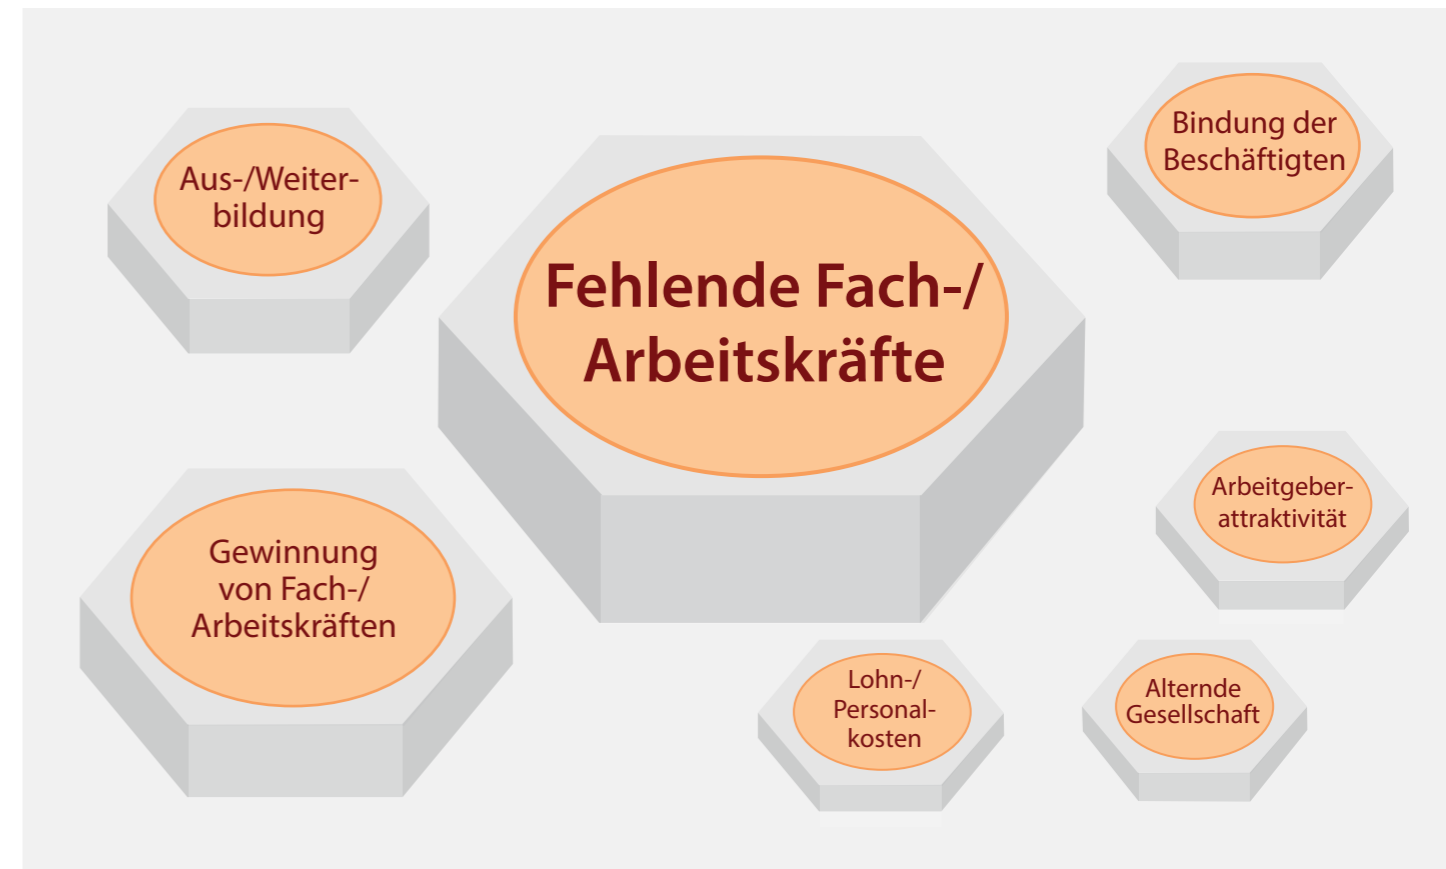 Aus-/Weiter-
bildung
Fehlende Fach-/
Arbeitskräfte
Bindung der
Beschäftigten
Gewinnung
von Fach-/
Arbeitskräften
Arbeitgeber-
attraktivität
Lohn-/
Personal-
kosten
Alternde
Gesellschaft